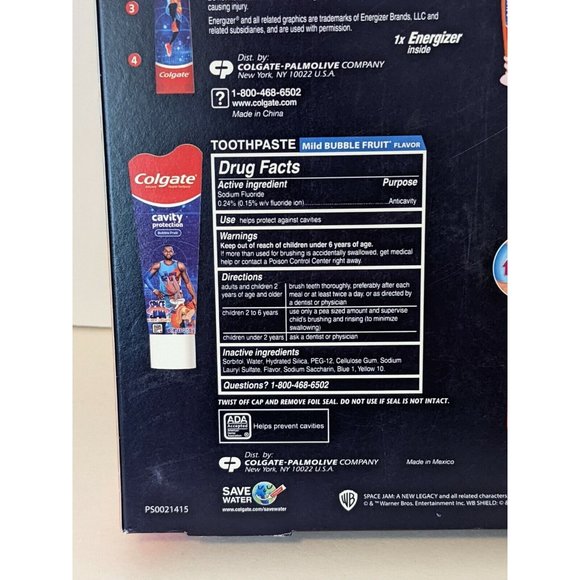 causing injury.
Energizer® and all related graphics are trademarks of Energizer Brands, LLC and
related subsidiaries, and are used with permission.
1x Energizer
inside
3
4
Colgate
Dist. by:
CP COLGATE-PALMOLIVE COMPANY
New York, NY 10022 U.S.A.
? 1-800-468-6502
www.colgate.com
Made in China
TOOTHPASTE Mild BUBBLE FRUIT® FLAVOR
Drug Facts
Active ingredient Purpose
Sodium Fluoride
0.24% (0.15% w/v fluoride ion) Anticavity
Use helps protect against cavities
Warnings
Keep out of reach of children under 6 years of age.
If more than used for brushing is accidentally swallowed, get medical
help or contact a Poison Control Center right away.
Directions
adults and children 2 years of age and older
brush teeth thoroughly, preferably after each
meal or at least twice a day, or as directed by
a dentist or physician
children 2 to 6 years
use only a pea sized amount and supervise
child's brushing and rinsing (to minimize
swallowing)
children under 2 years ask a dentist or physician
Inactive ingredients
Sorbitol, Water, Hydrated Silica, PEG-12, Cellulose Gum, Sodium
Lauryl Sulfate, Flavor, Sodium Saccharin, Blue 1, Yellow 10.
Questions? 1-800-468-6502
TWIST OFF CAP AND REMOVE FOIL SEAL. DO NOT USE IF SEAL IS NOT INTACT.
Colgate®
cavity
protection
Bubble Fruit
SPACE
JAM
ADA
Accepted
Helps prevent cavities
Dist. by:
CP COLGATE-PALMOLIVE COMPANY
New York, NY 10022 U.S.A.
Made in Mexico
SAVE
WATER
www.colgate.com/savewater
WB
SPACE JAM: A NEW LEGACY and all related characters
© & ™ Warner Bros. Entertainment Inc. WB SHIELD: ©
PS0021415